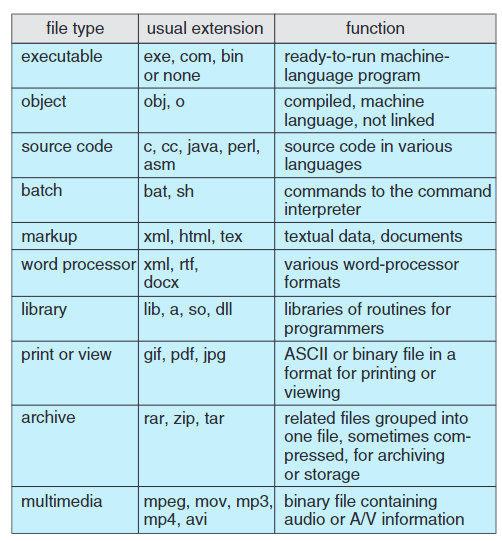 file type usual extension function
executable exe, com, bin ready-to-run machine-
or none language program
object obj, o compiled, machine
language, not linked
source code c, cc, java, perl, source code in various
asm languages
batch bat, sh commands to the command
interpreter
markup xml, html, tex textual data, documents
word processor xml, rtf, various word-processor
docx formats
library lib, a, so, dll libraries of routines for
programmers
print or view gif, pdf, jpg ASCII or binary file in a
format for printing or
viewing
archive rar, zip, tar related files grouped into
one file, sometimes com-
pressed, for archiving
or storage
multimedia mpeg, mov, mp3, binary file containing
mp4, avi audio or A/V information